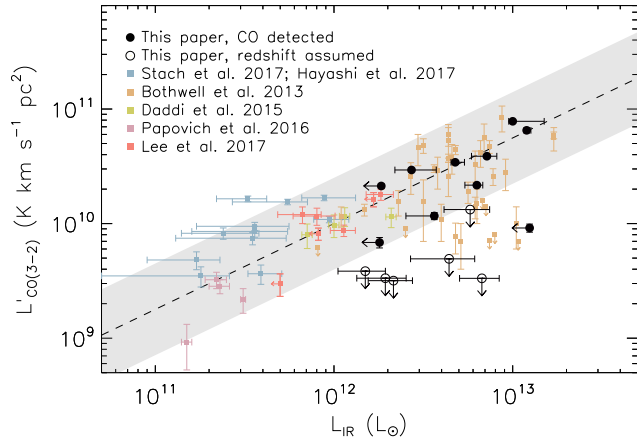 This paper, CO detected
This paper, redshift assumed
Stach et al. 2017; Hayashi et al. 2017
Bothwell et al. 2013
Daddi et al. 2015
Papovich et al. 2016
Lee et al. 2017
L'CO(3−2) (K km s⁻¹ pc²)
10¹¹
10¹⁰
10⁹
10¹¹ 10¹² 10¹³
L_IR (L_⊙)